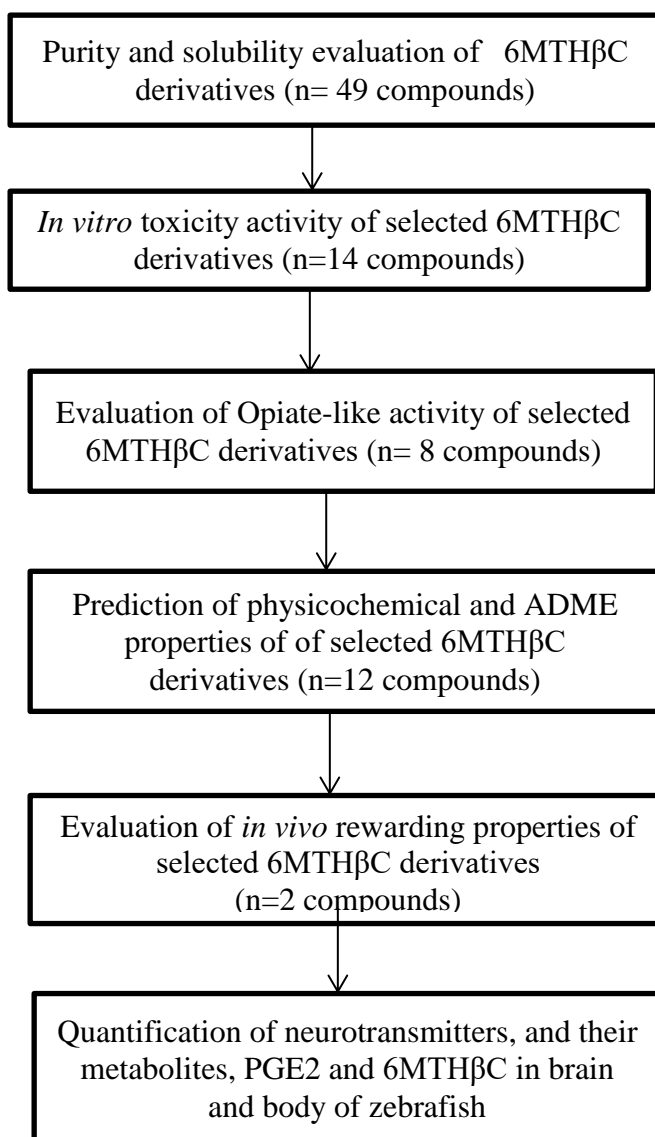 Purity and solubility evaluation of 6MTHβC
derivatives (n= 49 compounds)
In vitro toxicity activity of selected 6MTHβC
derivatives (n=14 compounds)
Evaluation of Opiate-like activity of selected
6MTHβC derivatives (n= 8 compounds)
Prediction of physicochemical and ADME
properties of of selected 6MTHβC
derivatives (n=12 compounds)
Evaluation of in vivo rewarding properties of
selected 6MTHβC derivatives
(n=2 compounds)
Quantification of neurotransmitters, and their
metabolites, PGE2 and 6MTHβC in brain
and body of zebrafish